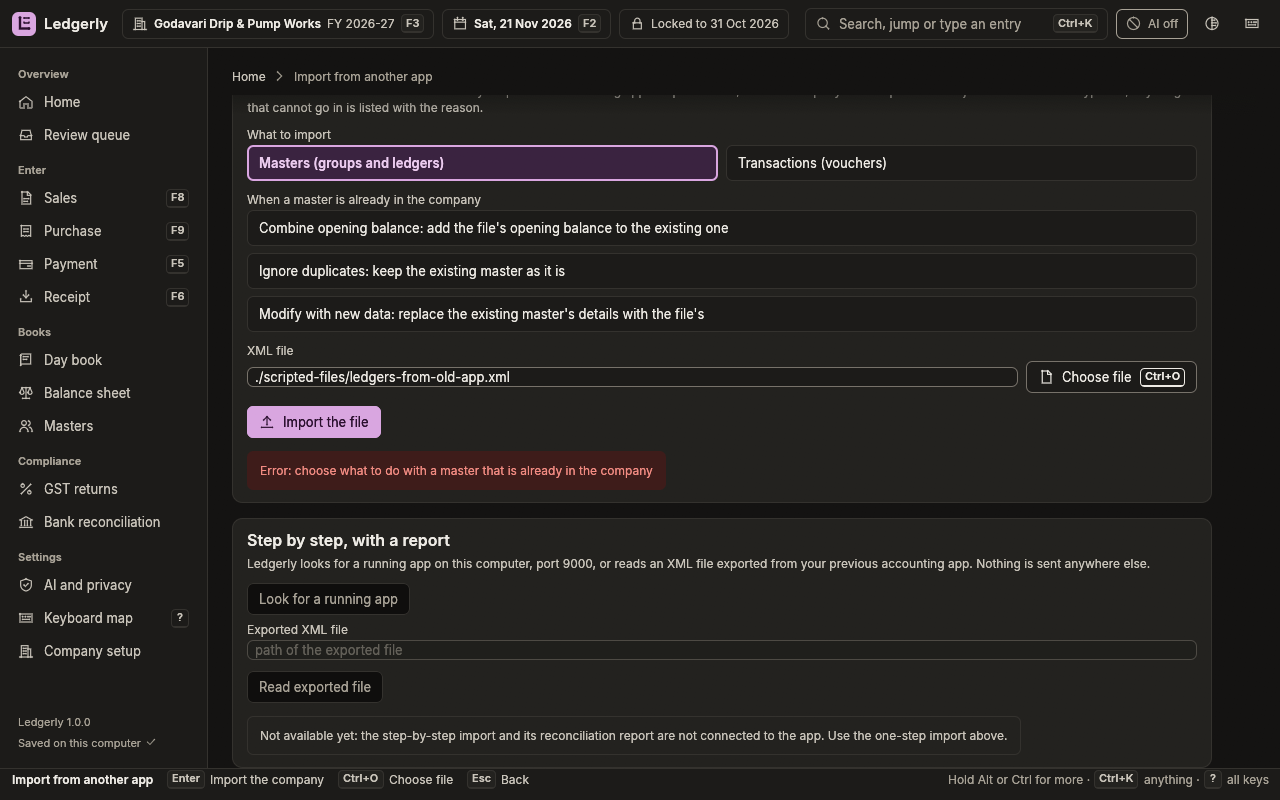 Ledgerly
Godavari Drip & Pump Works FY 2026-27 F3
Sat, 21 Nov 2026 F2
Locked to 31 Oct 2026
Search, jump or type an entry Ctrl+K
AI off
Overview
Home
Review queue
Enter
Sales F8
Purchase F9
Payment F5
Receipt F6
Books
Day book
Balance sheet
Masters
Compliance
GST returns
Bank reconciliation
Settings
AI and privacy
Keyboard map ?
Company setup
Ledgerly 1.0.0
Saved on this computer
Home > Import from another app
that cannot go in is listed with the reason.
What to import
Masters (groups and ledgers)
Transactions (vouchers)
When a master is already in the company
Combine opening balance: add the file's opening balance to the existing one
Ignore duplicates: keep the existing master as it is
Modify with new data: replace the existing master's details with the file's
XML file
./scripted-files/ledgers-from-old-app.xml
Choose file Ctrl+O
Import the file
Error: choose what to do with a master that is already in the company
Step by step, with a report
Ledgerly looks for a running app on this computer, port 9000, or reads an XML file exported from your previous accounting app. Nothing is sent anywhere else.
Look for a running app
Exported XML file
path of the exported file
Read exported file
Not available yet: the step-by-step import and its reconciliation report are not connected to the app. Use the one-step import above.
Import from another app Enter Import the company Ctrl+O Choose file Esc Back
Hold Alt or Ctrl for more · Ctrl+K anything · ? all keys